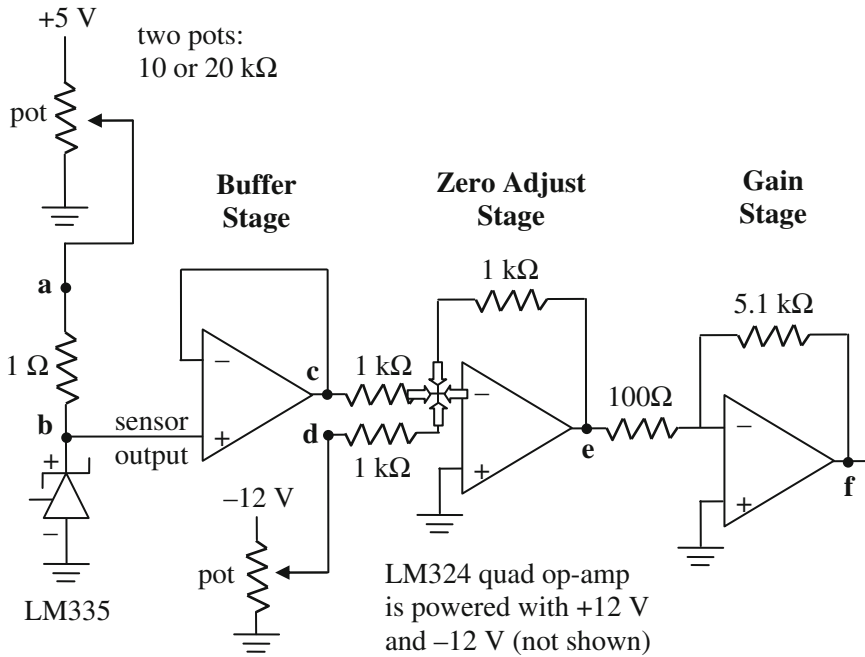 +5 V
two pots:
10 or 20 kΩ
pot
Buffer
Stage
Zero Adjust
Stage
Gain
Stage
a
1 kΩ
5.1 kΩ
1 Ω
−
c
1 kΩ
−
100Ω
b
sensor
output
+
d
1 kΩ
+
e
−
+
f
+
−
LM335
−12 V
pot
LM324 quad op-amp
is powered with +12 V
and −12 V (not shown)